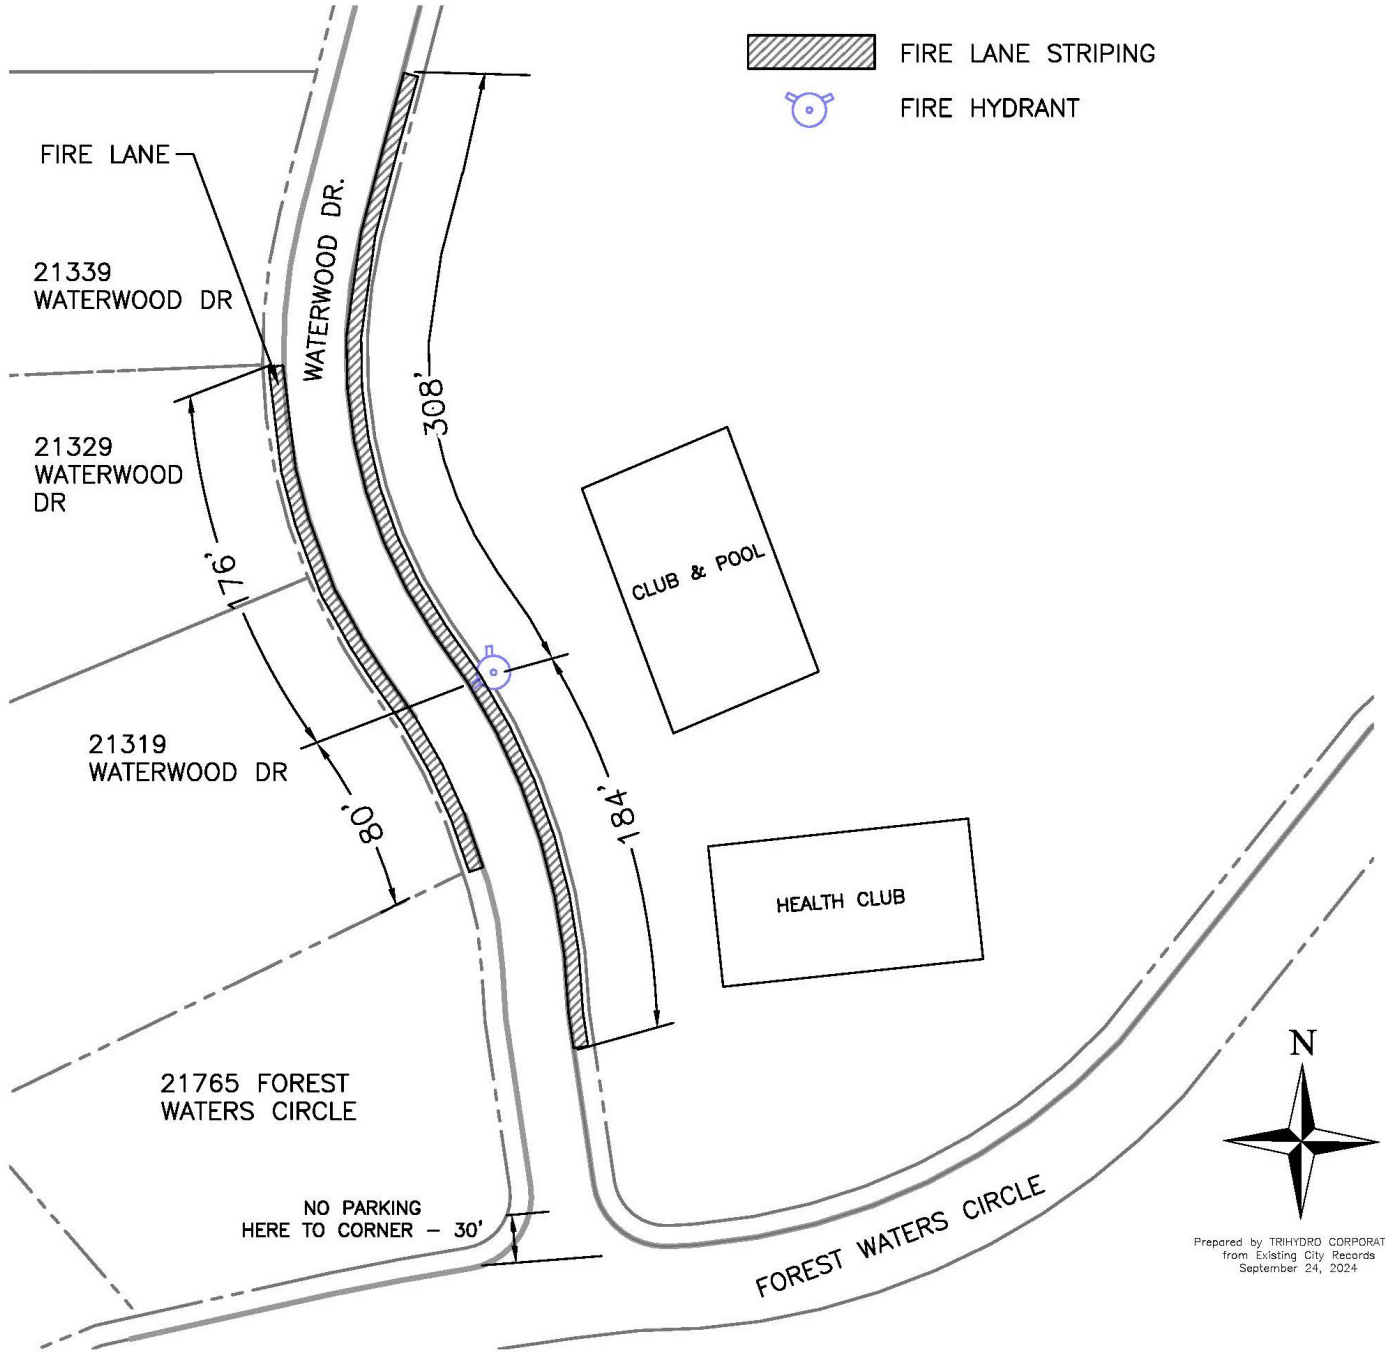 FIRE LANE STRIPING
FIRE HYDRANT
FIRE LANE
WATERWOOD DR.
21339
WATERWOOD DR
308'
21329
WATERWOOD
DR
176'
CLUB & POOL
21319
WATERWOOD DR
80'
184'
HEALTH CLUB
21765 FOREST
WATERS CIRCLE
NO PARKING
HERE TO CORNER - 30'
FOREST WATERS CIRCLE
N
Prepared by TRIHYDRO CORPORAT
from Existing City Records
September 24, 2024